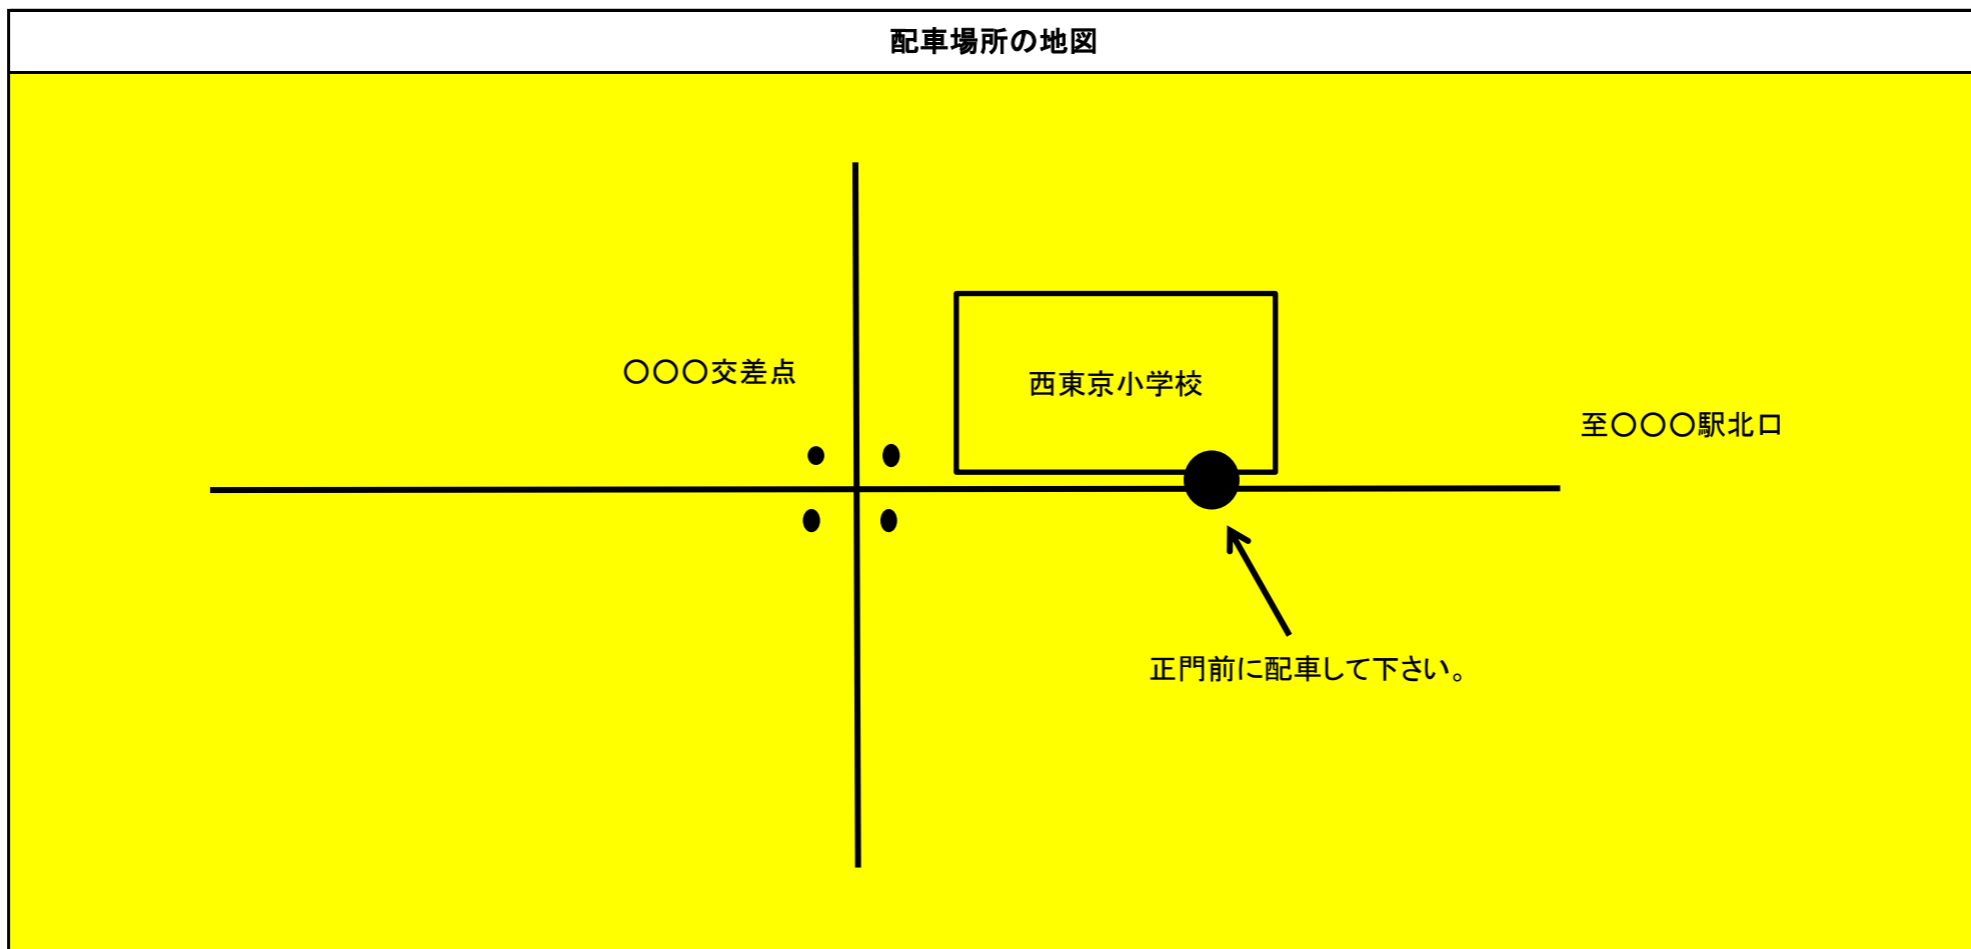 配車場所の地図
〇〇〇交差点
西東京小学校
至〇〇〇駅北口
正門前に配車して下さい。